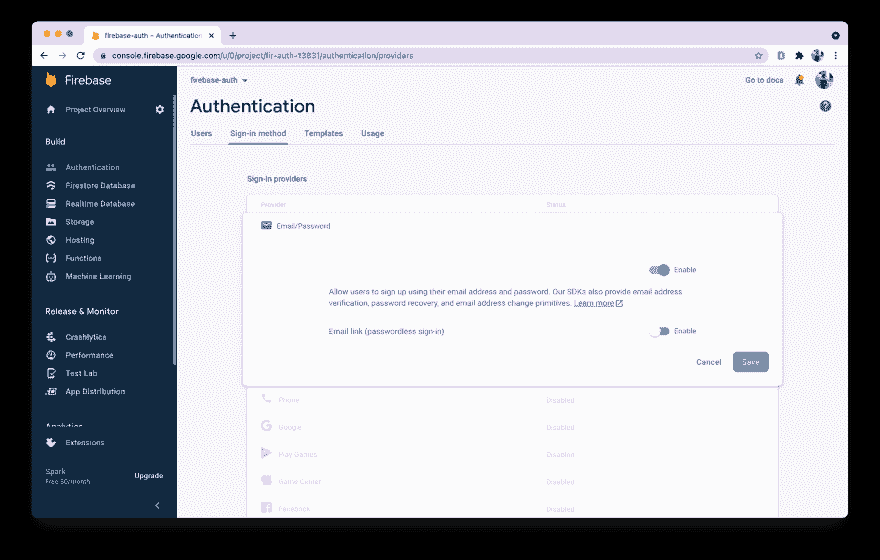 firebase-auth – Authentication
console.firebase.google.com/u/0/project/fir-auth-13831/authentication/providers
Firebase
Project Overview
Build
Authentication
Firestore Database
Realtime Database
Storage
Hosting
Functions
Machine Learning
Release & Monitor
Crashlytics
Performance
Test Lab
App Distribution
Analytics
Extensions
Spark
Free $0/month
Upgrade
firebase-auth
Go to docs
Authentication
Users
Sign-in method
Templates
Usage
Sign-in providers
Provider
Status
Email/Password
Enable
Allow users to sign up using their email address and password. Our SDKs also provide email address
verification, password recovery, and email address change primitives. Learn more
Email link (passwordless sign-in)
Enable
Cancel
Save
Phone
Disabled
Google
Disabled
Play Games
Disabled
Game Center
Disabled
Facebook
Disabled